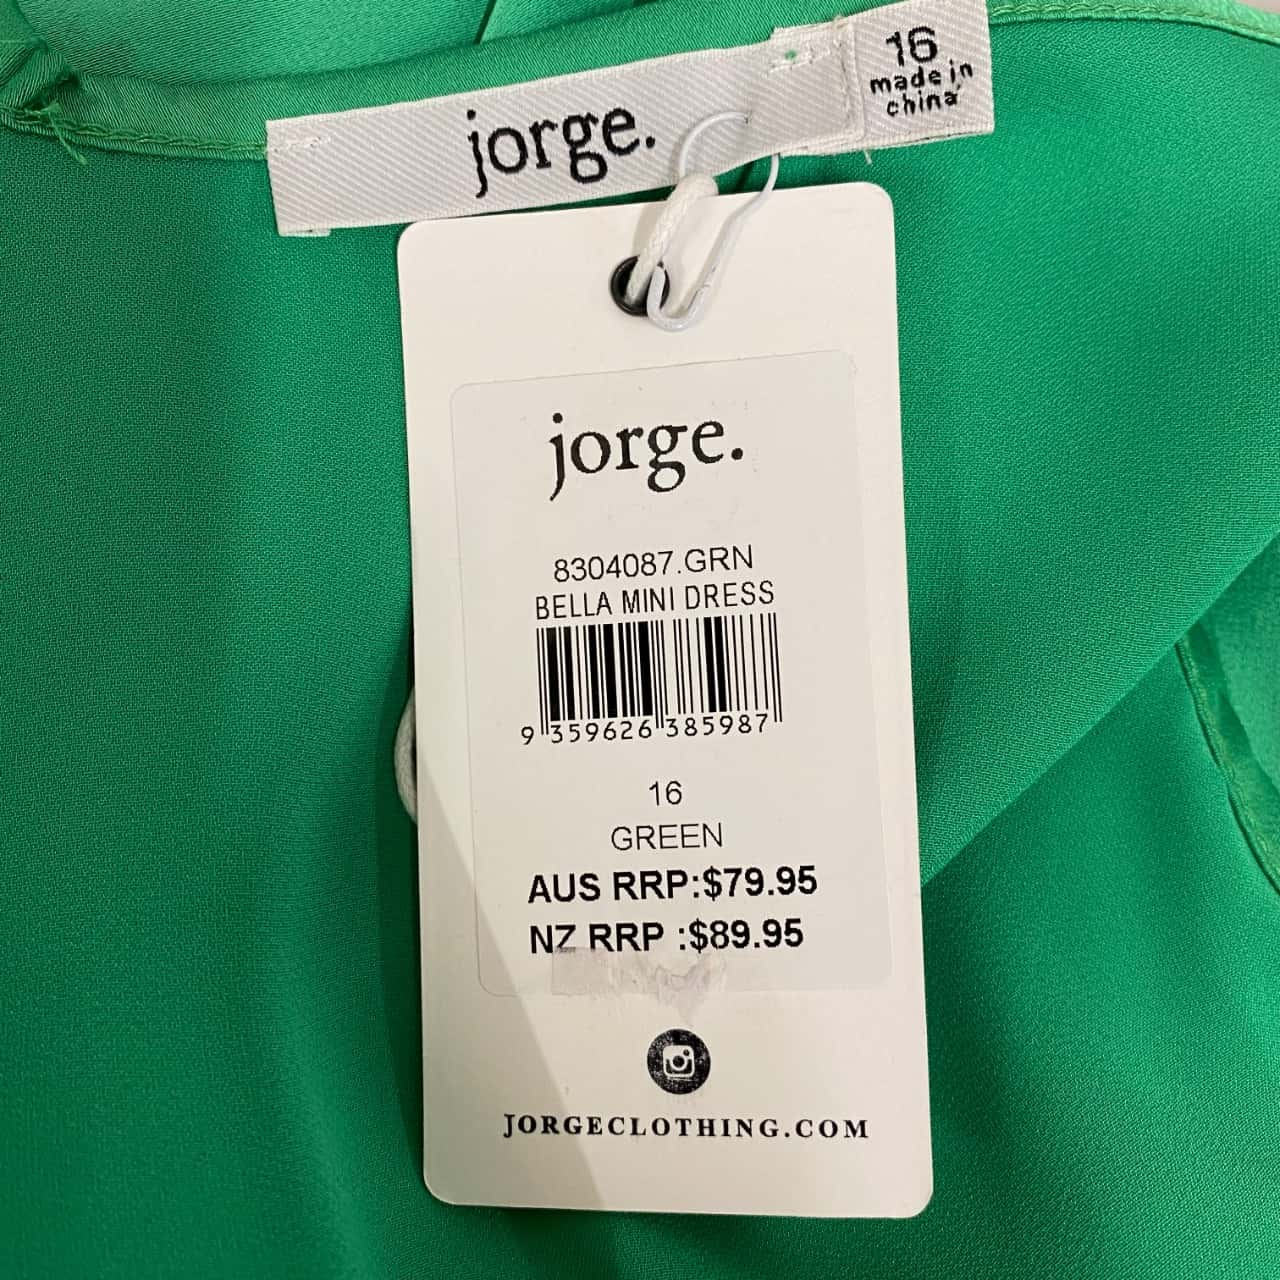 jorge.
16
made in
china
jorge.
8304087.GRN
BELLA MINI DRESS
9 359626 385987
16
GREEN
AUS RRP:$79.95
NZ RRP :$89.95
JORGECLOTHING.COM